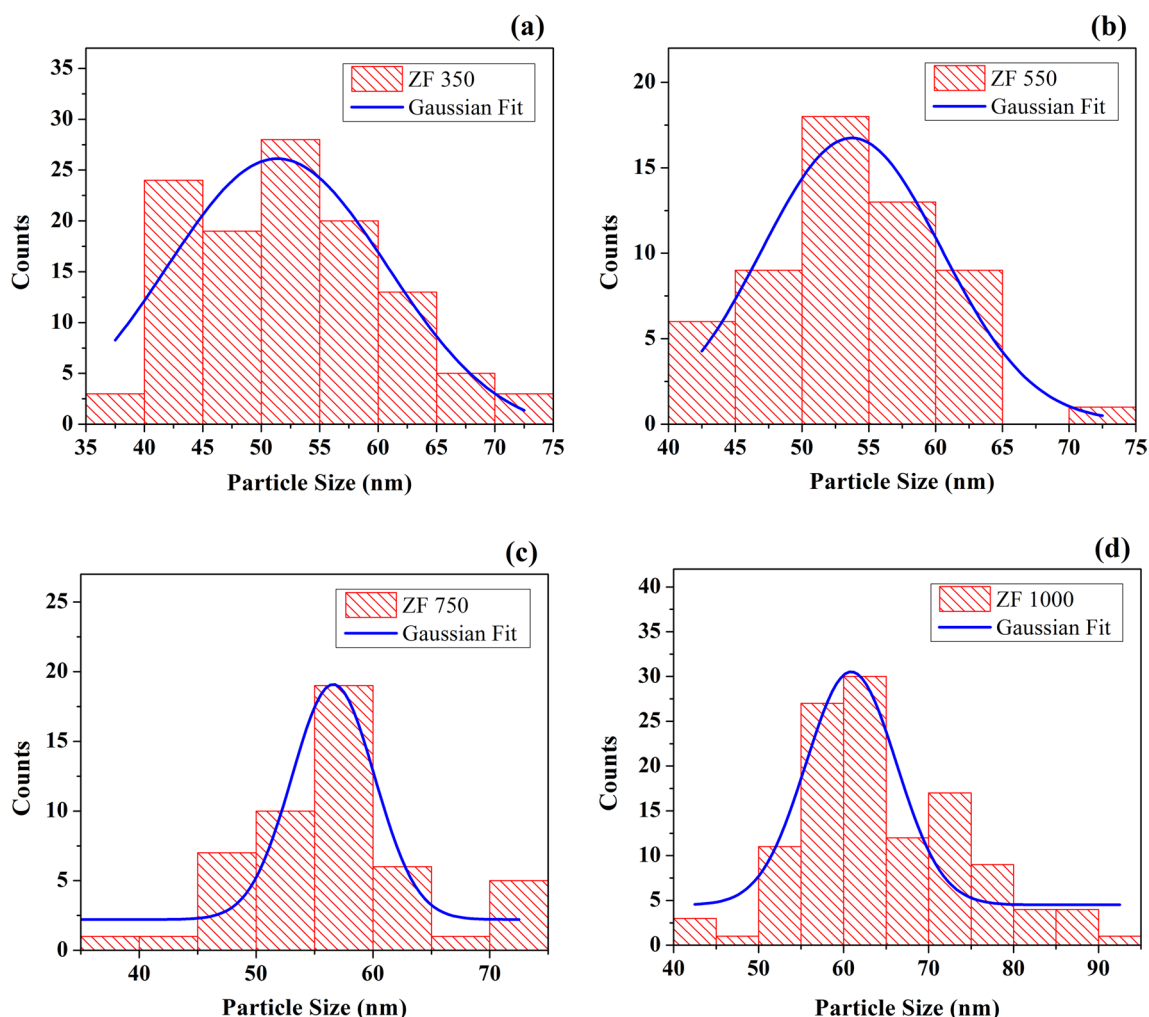 (a)
ZF 350
Gaussian Fit
35
30
25
20
15
10
5
0
Counts
35 40 45 50 55 60 65 70 75
Particle Size (nm)
(b)
ZF 550
Gaussian Fit
20
15
10
5
0
Counts
40 45 50 55 60 65 70 75
Particle Size (nm)
(c)
ZF 750
Gaussian Fit
25
20
15
10
5
0
Counts
40 50 60 70
Particle Size (nm)
(d)
ZF 1000
Gaussian Fit
40
35
30
25
20
15
10
5
0
Counts
40 50 60 70 80 90
Particle Size (nm)